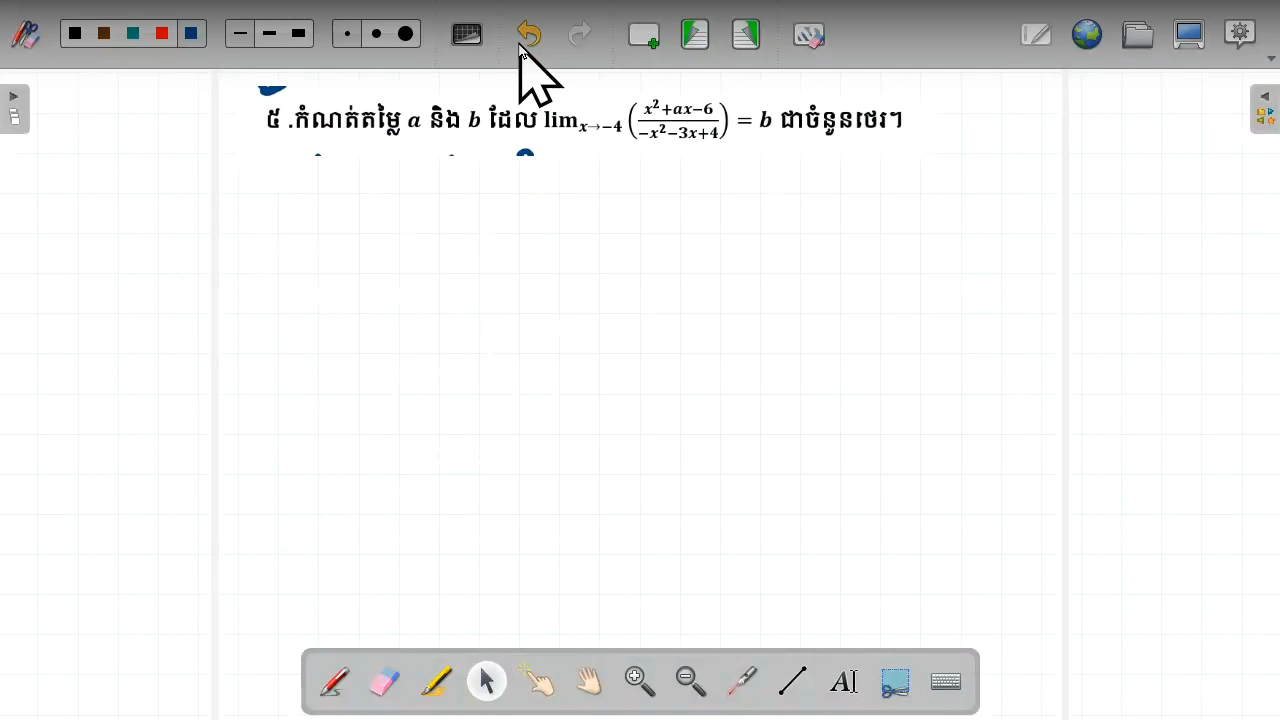 ៥ .កំណត់តម្លៃ a និង b ដែល lim_{x→-4} ( (x²+ax-6)/(-x²-3x+4) ) = b ជាចំនួនថេរ។